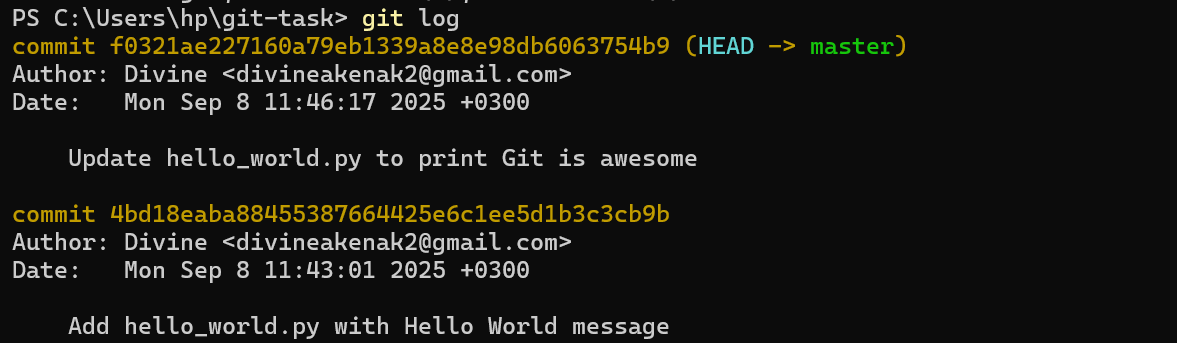 PS C:\Users\hp\git-task> git log
commit f0321ae227160a79eb1339a8e8e98db6063754b9 (HEAD -> master)
Author: Divine <divineakenak2@gmail.com>
Date:   Mon Sep 8 11:46:17 2025 +0300
    Update hello_world.py to print Git is awesome
commit 4bd18eaba88455387664425e6c1ee5d1b3c3cb9b
Author: Divine <divineakenak2@gmail.com>
Date:   Mon Sep 8 11:43:01 2025 +0300
    Add hello_world.py with Hello World message